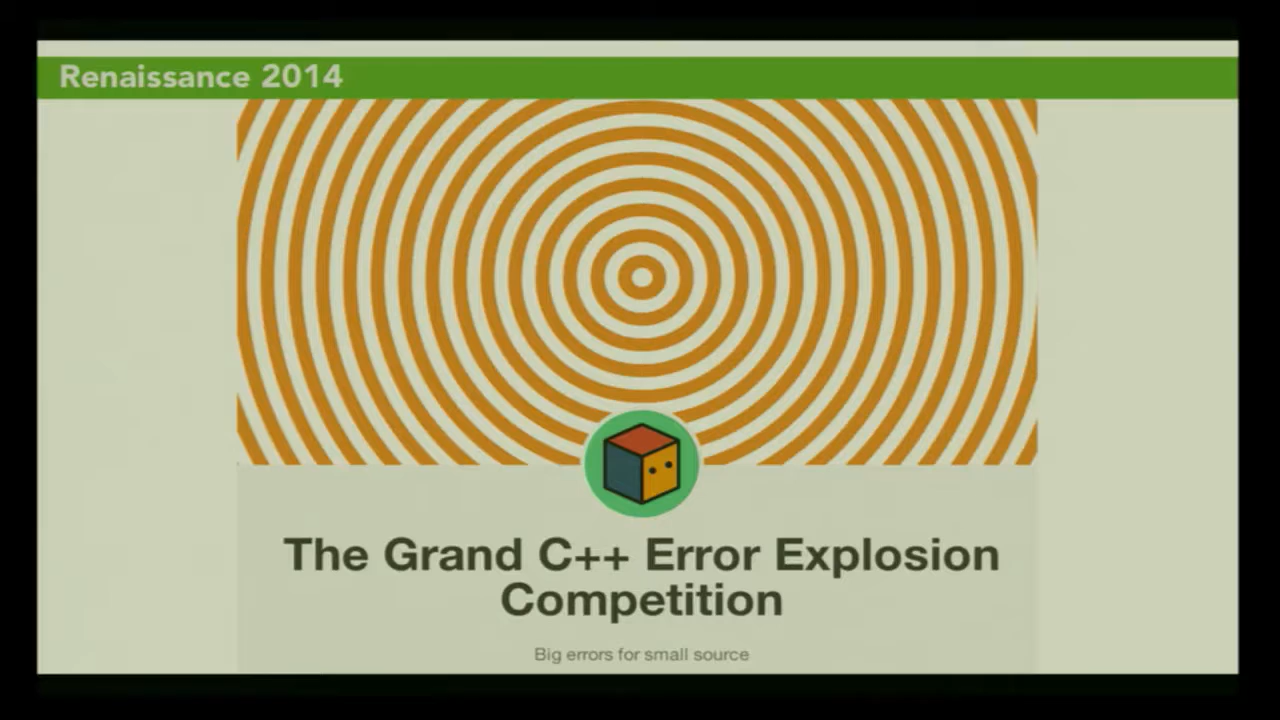 Renaissance 2014
The Grand C++ Error Explosion
Competition
Big errors for small source